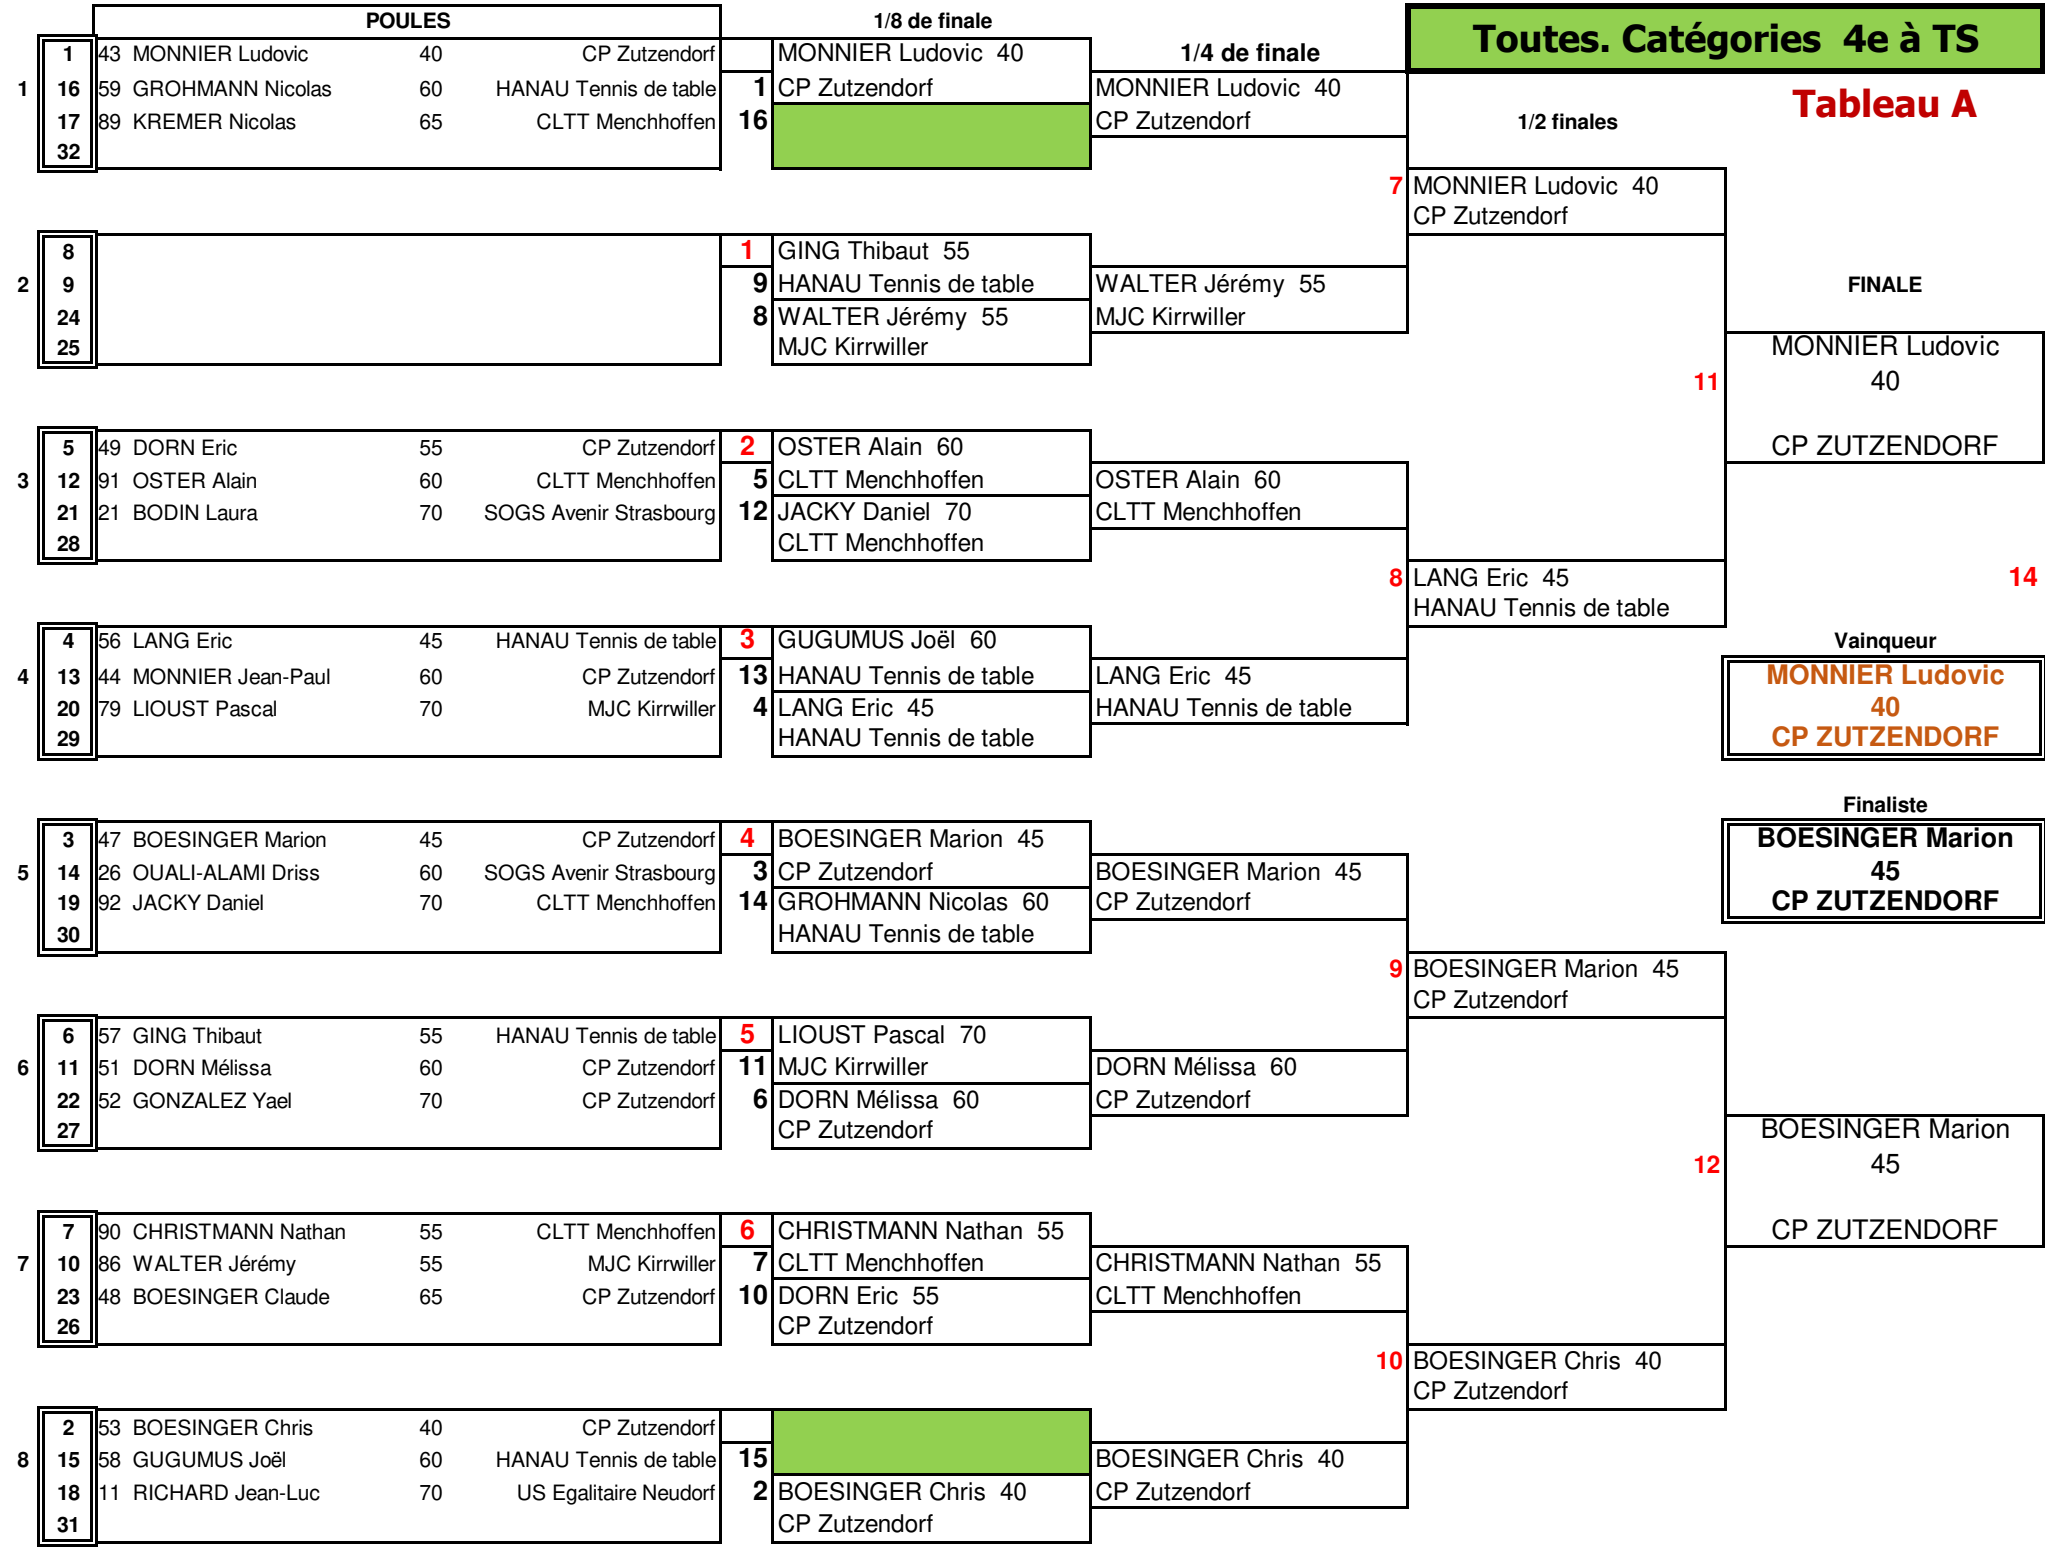 POULES
1/8 de finale
1/4 de finale
Toutes. Catégories 4e à TS
Tableau A
1/2 finales
FINALE
1
1 43 MONNIER Ludovic 40 CP Zutzendorf
16 59 GROHMANN Nicolas 60 HANAU Tennis de table
17 89 KREMER Nicolas 65 CLTT Menchhoffen
32
2
8
9
24
25
3
5 49 DORN Eric 55 CP Zutzendorf
12 91 OSTER Alain 60 CLTT Menchhoffen
21 21 BODIN Laura 70 SOGS Avenir Strasbourg
28
4
4 56 LANG Eric 45 HANAU Tennis de table
13 44 MONNIER Jean-Paul 60 CP Zutzendorf
20 79 LIOUST Pascal 70 MJC Kirrwiller
29
5
3 47 BOESINGER Marion 45 CP Zutzendorf
14 26 OUALI-ALAMI Driss 60 SOGS Avenir Strasbourg
19 92 JACKY Daniel 70 CLTT Menchhoffen
30
6
6 57 GING Thibaut 55 HANAU Tennis de table
11 51 DORN Mélissa 60 CP Zutzendorf
22 52 GONZALEZ Yael 70 CP Zutzendorf
27
7
7 90 CHRISTMANN Nathan 55 CLTT Menchhoffen
10 86 WALTER Jérémy 55 MJC Kirrwiller
23 48 BOESINGER Claude 65 CP Zutzendorf
26
8
2 53 BOESINGER Chris 40 CP Zutzendorf
15 58 GUGUMUS Joël 60 HANAU Tennis de table
18 11 RICHARD Jean-Luc 70 US Egalitaire Neudorf
31
MONNIER Ludovic 40
1 CP Zutzendorf
16
1 GING Thibaut 55
9 HANAU Tennis de table
8 WALTER Jérémy 55
MJC Kirrwiller
2 OSTER Alain 60
5 CLTT Menchhoffen
12 JACKY Daniel 70
CLTT Menchhoffen
3 GUGUMUS Joël 60
13 HANAU Tennis de table
4 LANG Eric 45
HANAU Tennis de table
4 BOESINGER Marion 45
3 CP Zutzendorf
14 GROHMANN Nicolas 60
HANAU Tennis de table
5 LIOUST Pascal 70
11 MJC Kirrwiller
6 DORN Mélissa 60
CP Zutzendorf
6 CHRISTMANN Nathan 55
7 CLTT Menchhoffen
10 DORN Eric 55
CP Zutzendorf
15
2 BOESINGER Chris 40
CP Zutzendorf
MONNIER Ludovic 40
CP Zutzendorf
WALTER Jérémy 55
MJC Kirrwiller
OSTER Alain 60
CLTT Menchhoffen
LANG Eric 45
HANAU Tennis de table
BOESINGER Marion 45
CP Zutzendorf
DORN Mélissa 60
CP Zutzendorf
CHRISTMANN Nathan 55
CLTT Menchhoffen
BOESINGER Chris 40
CP Zutzendorf
7 MONNIER Ludovic 40
CP Zutzendorf
8 LANG Eric 45
HANAU Tennis de table
9 BOESINGER Marion 45
CP Zutzendorf
10 BOESINGER Chris 40
CP Zutzendorf
MONNIER Ludovic
11 40
CP ZUTZENDORF
14
Vainqueur
MONNIER Ludovic
40
CP ZUTZENDORF
Finaliste
BOESINGER Marion
45
CP ZUTZENDORF
BOESINGER Marion
12 45
CP ZUTZENDORF